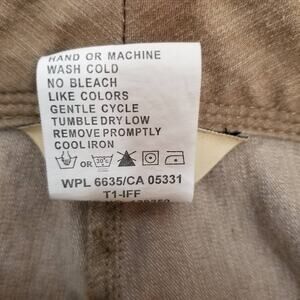 HAND OR MACHINE
WASH COLD
NO BLEACH
LIKE COLORS
GENTLE CYCLE
TUMBLE DRY LOW
REMOVE PROMPTLY
COOL IRON
OR 30°c
WPL 6635/CA 05331
T1-IFF